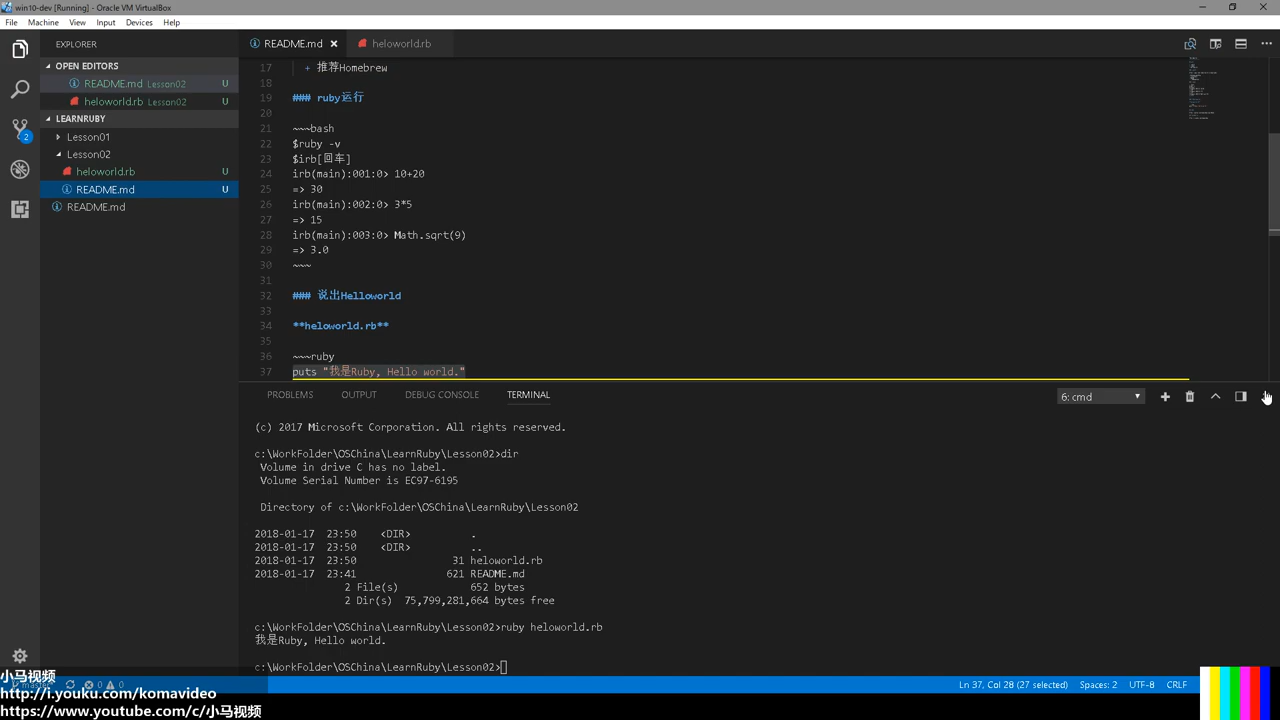 win10-dev [Running] - Oracle VM VirtualBox
File Machine View Input Devices Help
EXPLORER
OPEN EDITORS
README.md Lesson02 U
heloworld.rb Lesson02 U
LEARNRUBY
Lesson01
Lesson02
heloworld.rb U
README.md U
README.md
2
README.md heloworld.rb
17 + 推荐Homebrew
18
19 ### ruby运行
20
21 ~~~bash
22 $ruby -v
23 $irb[回车]
24 irb(main):001:0> 10+20
25 => 30
26 irb(main):002:0> 3*5
27 => 15
28 irb(main):003:0> Math.sqrt(9)
29 => 3.0
30 ~~~
31
32 ### 说出Helloworld
33
34 **heloworld.rb**
35
36 ~~~ruby
37 puts "我是Ruby, Hello world."
PROBLEMS OUTPUT DEBUG CONSOLE TERMINAL 6: cmd
(c) 2017 Microsoft Corporation. All rights reserved.
c:\WorkFolder\OSChina\LearnRuby\Lesson02>dir
Volume in drive C has no label.
Volume Serial Number is EC97-6195
Directory of c:\WorkFolder\OSChina\LearnRuby\Lesson02
2018-01-17 23:50 <DIR> .
2018-01-17 23:50 <DIR> ..
2018-01-17 23:50 31 heloworld.rb
2018-01-17 23:41 621 README.md
2 File(s) 652 bytes
2 Dir(s) 75,799,281,664 bytes free
c:\WorkFolder\OSChina\LearnRuby\Lesson02>ruby heloworld.rb
我是Ruby, Hello world.
c:\WorkFolder\OSChina\LearnRuby\Lesson02>
小马视频
http://i.youku.com/komavideo
https://www.youtube.com/c/小马视频
0 0
Ln 37, Col 28 (27 selected) Spaces: 2 UTF-8 CRLF